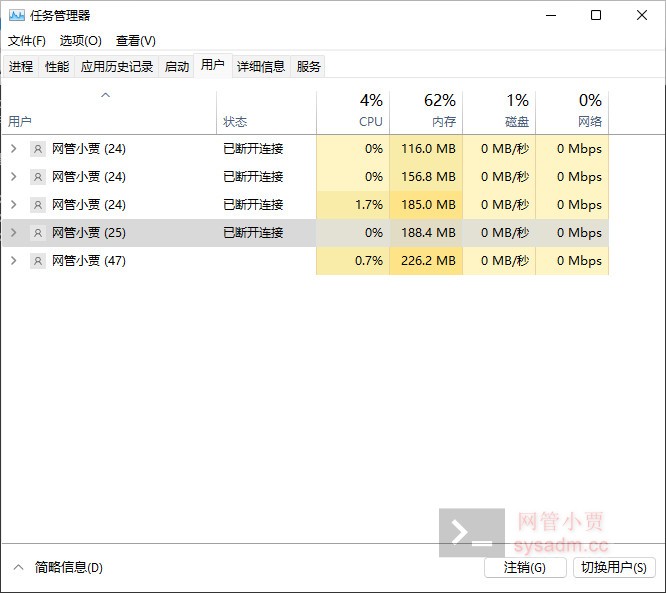 任务管理器
文件(F) 选项(O) 查看(V)
进程 性能 应用历史记录 启动 用户 详细信息 服务
4% 62% 1% 0%
用户 状态 CPU 内存 磁盘 网络
网管小贾 (24) 已断开连接 0% 116.0 MB 0 MB/秒 0 Mbps
网管小贾 (24) 已断开连接 0% 156.8 MB 0 MB/秒 0 Mbps
网管小贾 (24) 已断开连接 1.7% 185.0 MB 0 MB/秒 0 Mbps
网管小贾 (25) 已断开连接 0% 188.4 MB 0 MB/秒 0 Mbps
网管小贾 (47) 0.7% 226.2 MB 0 MB/秒 0 Mbps
网管小贾
sysadm.cc
简略信息(D) 注销(G) 切换用户(S)